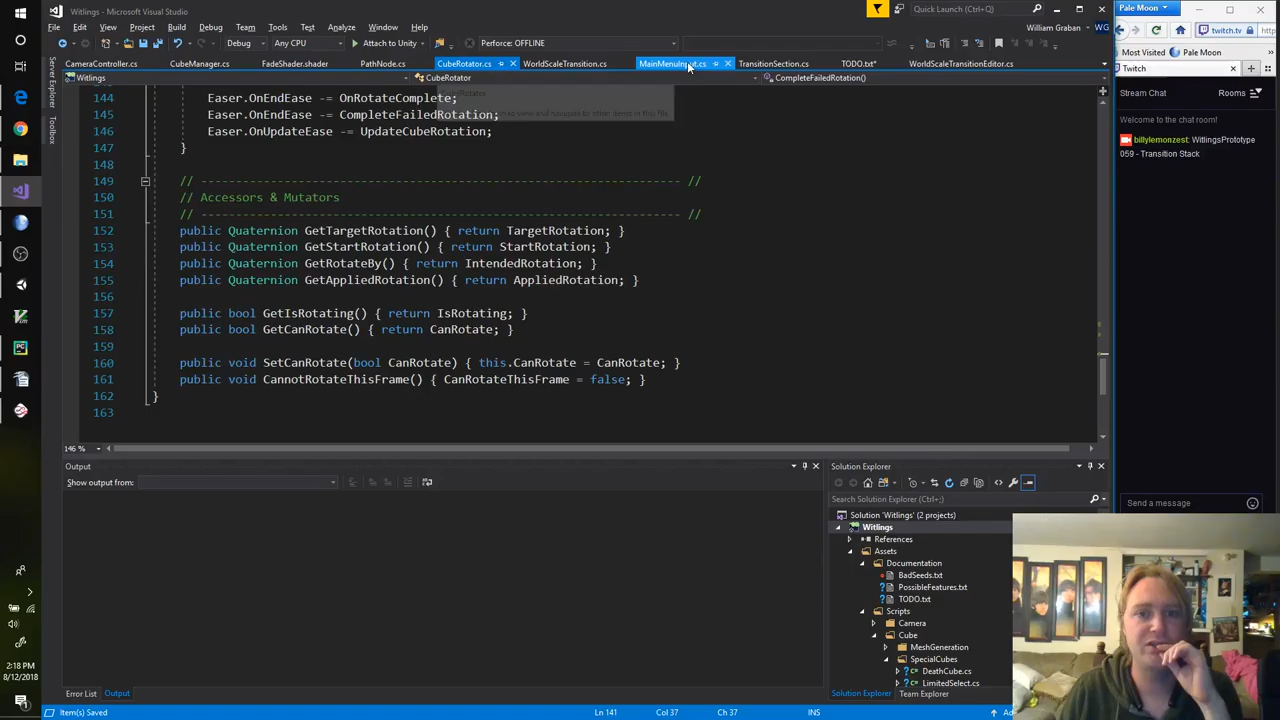 Witlings - Microsoft Visual Studio
Quick Launch (Ctrl+Q)
Pale Moon
File Edit View Project Build Debug Team Tools Test Analyze Window Help
William Graban WG
Debug Any CPU Attach to Unity Perforce: OFFLINE
twitch.tv
Most Visited Pale Moon
CameraController.cs CubeManager.cs FadeShader.shader PathNode.cs CubeRotator.cs WorldScaleTransition.cs MainMenuInput.cs TransitionSection.cs TODO.txt* WorldScaleTransitionEditor.cs
Twitch
Witlings CubeRotator CompleteFailedRotation()
Stream Chat Rooms
Welcome to the chat room!
billylemonzest: WitlingsPrototype
059 - Transition Stack
Server Explorer
Toolbox
144 Easer.OnEndEase -= OnRotateComplete;
145 Easer.OnEndEase -= CompleteFailedRotation;
146 Easer.OnUpdateEase -= UpdateCubeRotation;
147 }
148
149 // ------------------------------------------------------------ //
150 // Accessors & Mutators
151 // ------------------------------------------------------------ //
152 public Quaternion GetTargetRotation() { return TargetRotation; }
153 public Quaternion GetStartRotation() { return StartRotation; }
154 public Quaternion GetRotateBy() { return IntendedRotation; }
155 public Quaternion GetAppliedRotation() { return AppliedRotation; }
156
157 public bool GetIsRotating() { return IsRotating; }
158 public bool GetCanRotate() { return CanRotate; }
159
160 public void SetCanRotate(bool CanRotate) { this.CanRotate = CanRotate; }
161 public void CannotRotateThisFrame() { CanRotateThisFrame = false; }
162 }
163
146 %
Output
Show output from:
Solution Explorer
Search Solution Explorer (Ctrl+;)
Solution 'Witlings' (2 projects)
Witlings
References
Assets
Documentation
BadSeeds.txt
PossibleFeatures.txt
TODO.txt
Scripts
Camera
Cube
MeshGeneration
SpecialCubes
DeathCube.cs
LimitedSelect.cs
Send a message
Error List Output
Solution Explorer Team Explorer
Item(s) Saved Ln 141 Col 37 Ch 37 INS
2:18 PM
8/12/2018